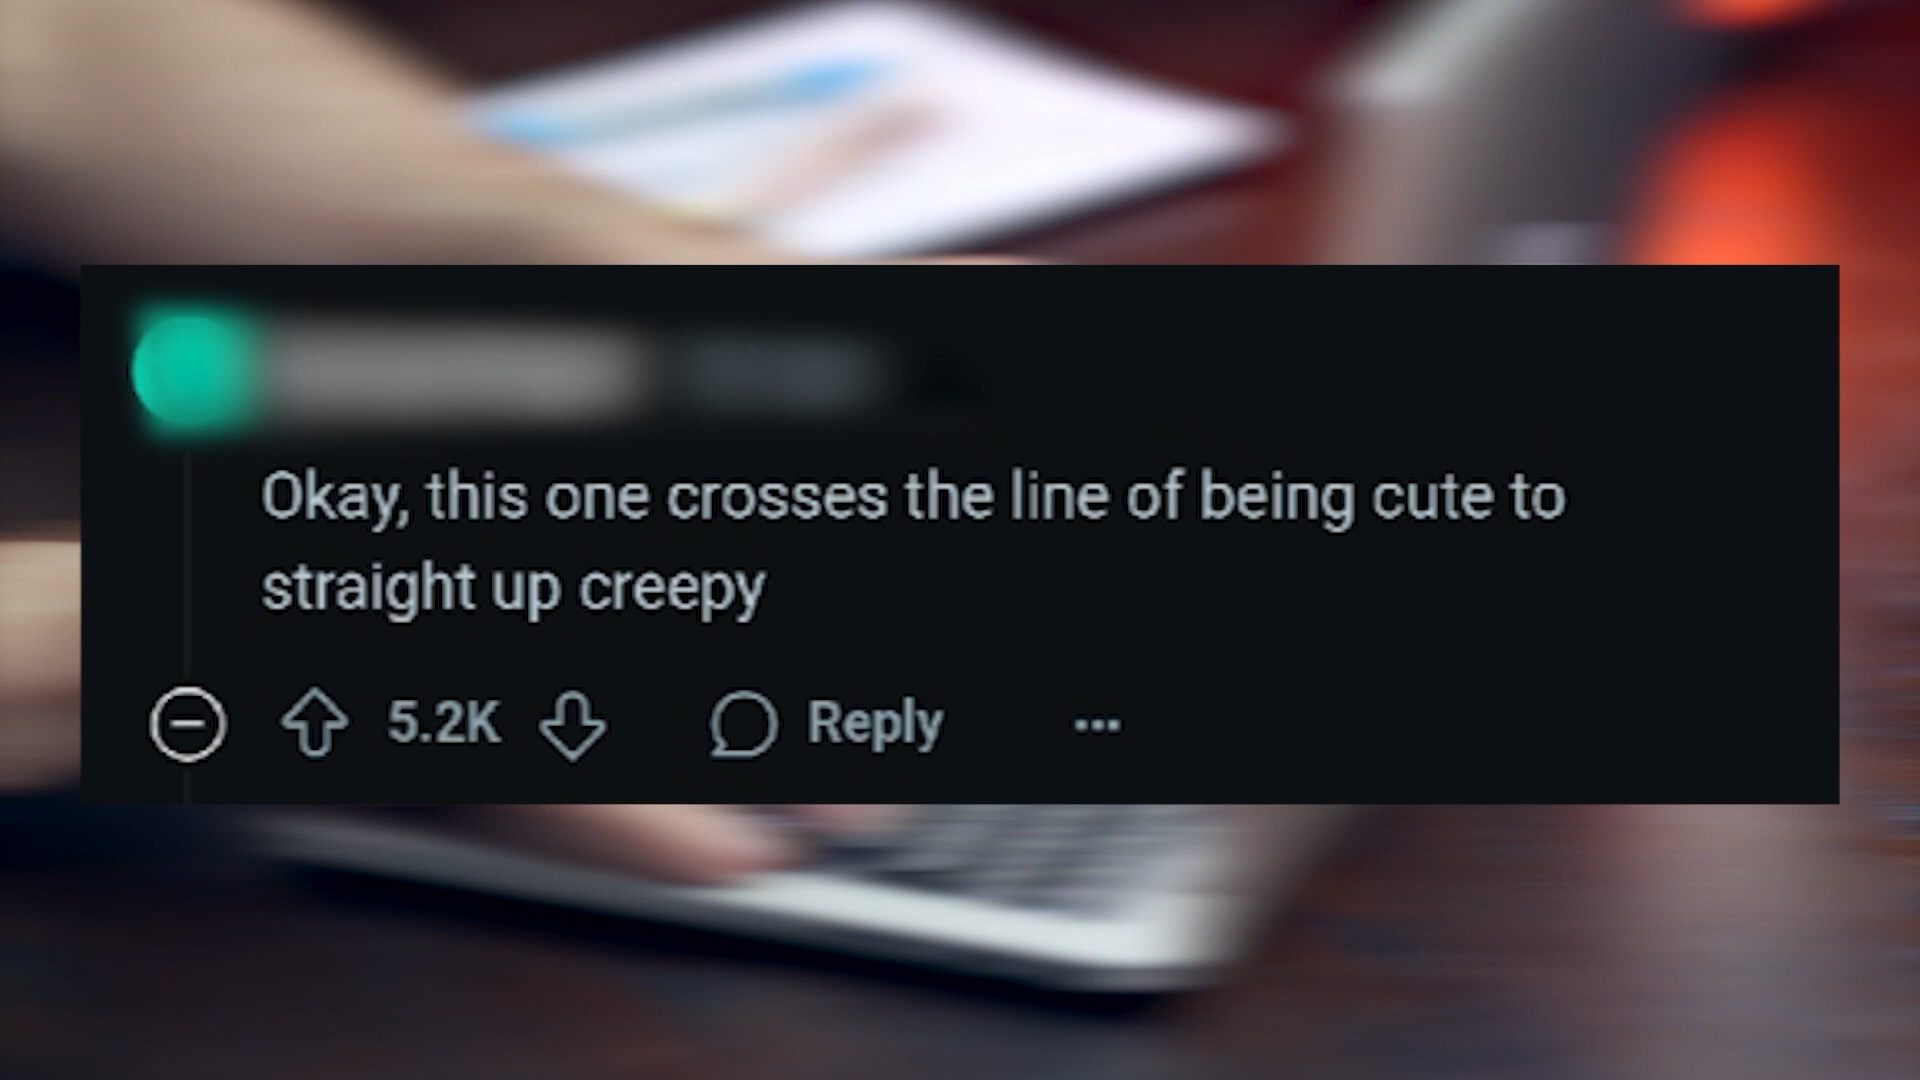 Okay, this one crosses the line of being cute to
straight up creepy
5.2K Reply